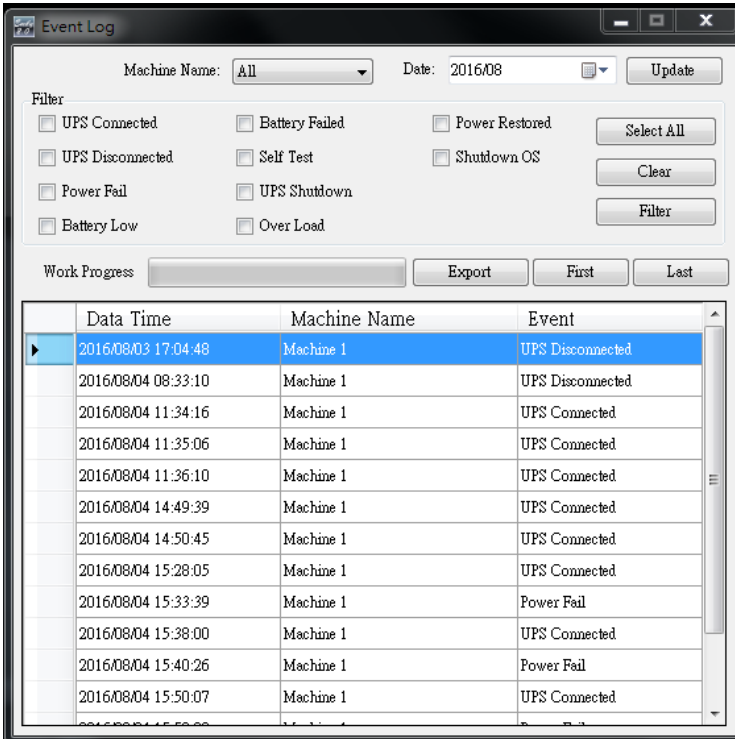 Event Log
Machine Name: All Date: 2016/08 Update
Filter
UPS Connected Battery Failed Power Restored Select All
UPS Disconnected Self Test Shutdown OS Clear
Power Fail UPS Shutdown Filter
Battery Low Over Load
Work Progress Export First Last
Data Time Machine Name Event
2016/08/03 17:04:48 Machine 1 UPS Disconnected
2016/08/04 08:33:10 Machine 1 UPS Disconnected
2016/08/04 11:34:16 Machine 1 UPS Connected
2016/08/04 11:35:06 Machine 1 UPS Connected
2016/08/04 11:36:10 Machine 1 UPS Connected
2016/08/04 14:49:39 Machine 1 UPS Connected
2016/08/04 14:50:45 Machine 1 UPS Connected
2016/08/04 15:28:05 Machine 1 UPS Connected
2016/08/04 15:33:39 Machine 1 Power Fail
2016/08/04 15:38:00 Machine 1 UPS Connected
2016/08/04 15:40:26 Machine 1 Power Fail
2016/08/04 15:50:07 Machine 1 UPS Connected